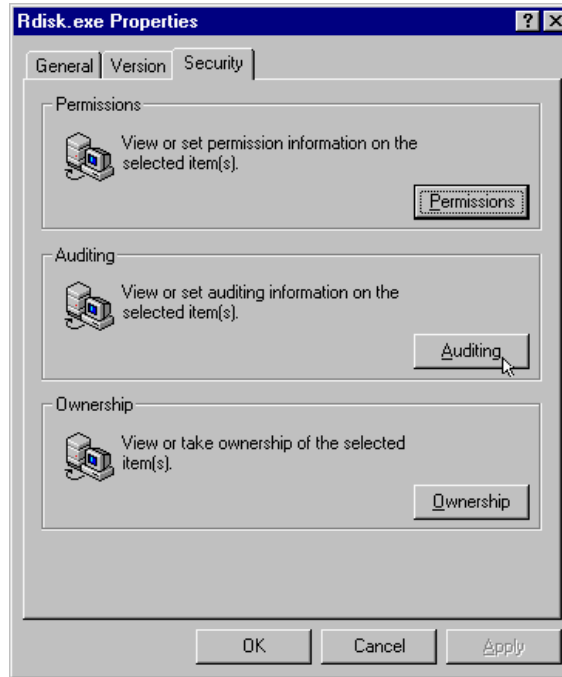 Rdisk.exe Properties
General Version Security
Permissions
View or set permission information on the
selected item(s).
Permissions
Auditing
View or set auditing information on the
selected item(s).
Auditing
Ownership
View or take ownership of the selected
item(s).
Ownership
OK Cancel Apply